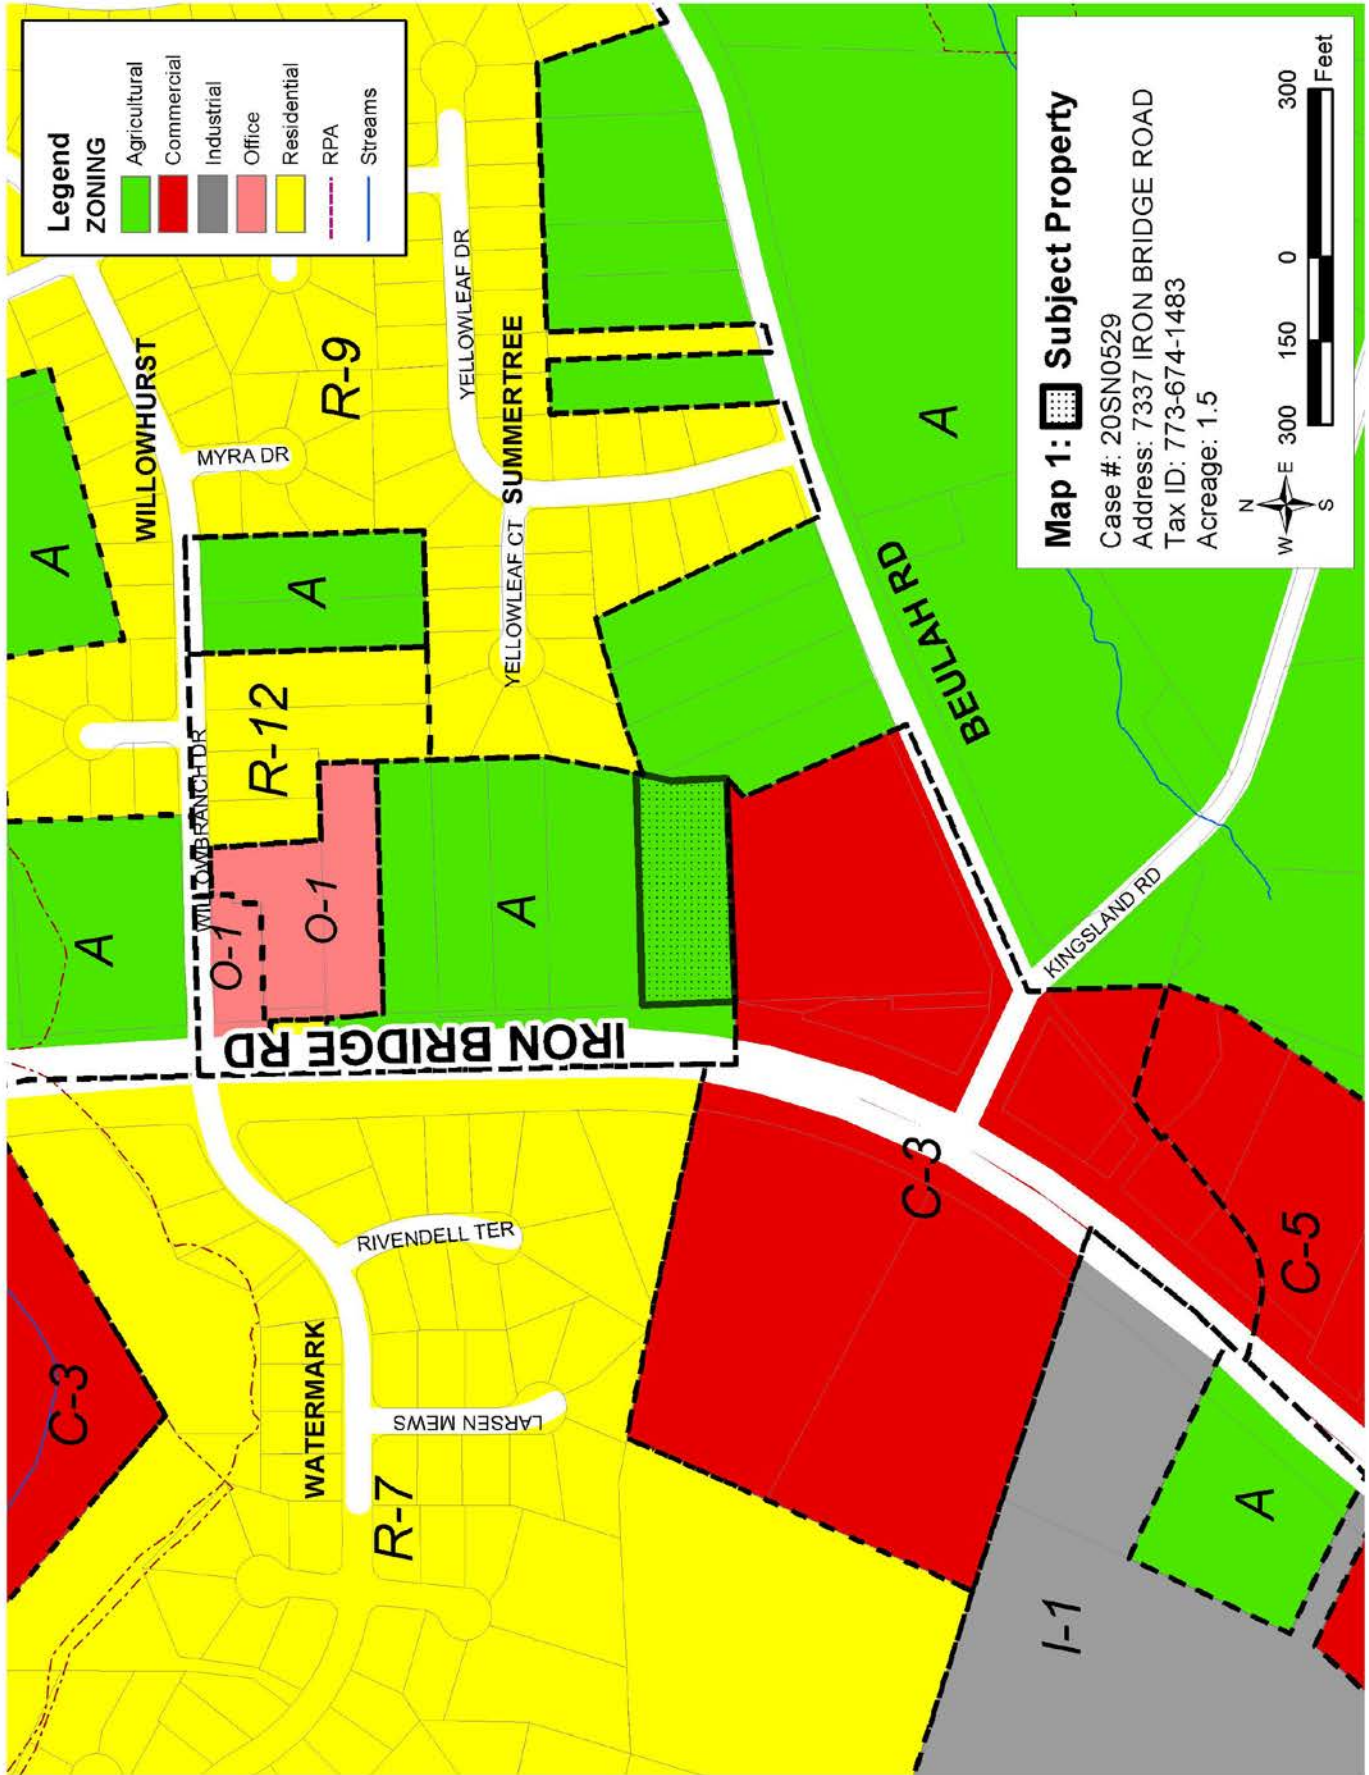 Legend
ZONING
Agricultural
Commercial
Industrial
Office
Residential
RPA
Streams
C-3
A
A
WILLOWHURST
WILLOWBRANCH DR
MYRA DR
O-1
R-12
A
R-9
O-1
WATERMARK
R-7
RIVENDELL TER
LARSEN MEWS
IRON BRIDGE RD
A
YELLOWLEAF CT
SUMMERTREE
YELLOWLEAF DR
BEULAH RD
A
C-3
KINGSLAND RD
I-1
A
C-5
Map 1: Subject Property
Case #: 20SN0529
Address: 7337 IRON BRIDGE ROAD
Tax ID: 773-674-1483
Acreage: 1.5
N
W E
S
300 150 0 300
Feet